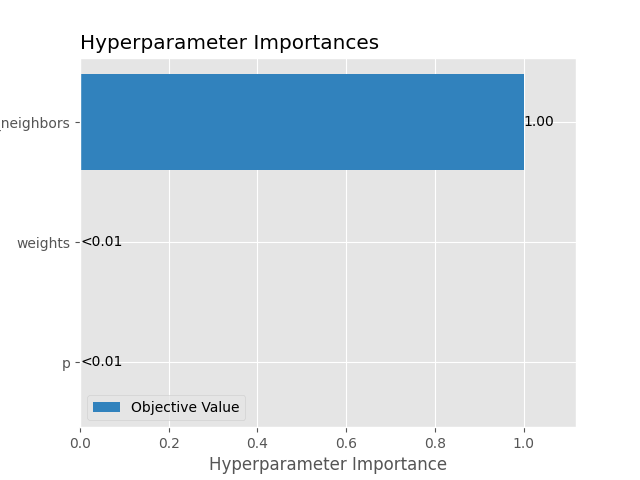 Hyperparameter Importances
_neighbors
1.00
weights
<0.01
p
<0.01
Objective Value
0.0 0.2 0.4 0.6 0.8 1.0
Hyperparameter Importance